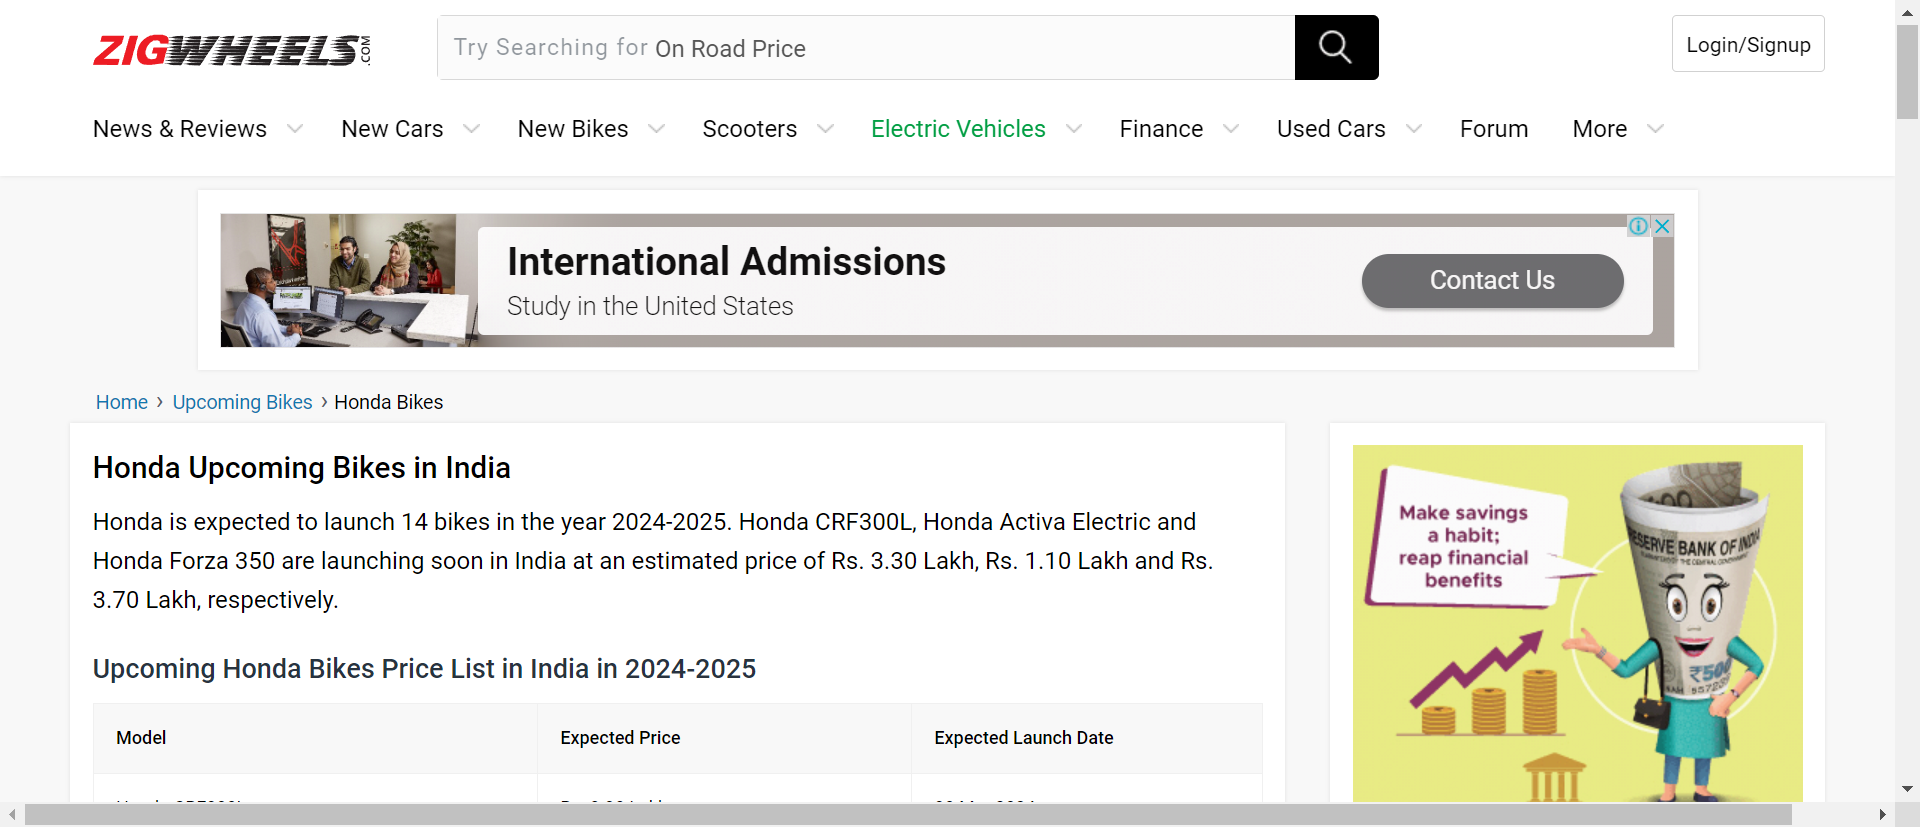 ZIGWHEELS.COM
Try Searching for On Road Price
Login/Signup
News & Reviews New Cars New Bikes Scooters Electric Vehicles Finance Used Cars Forum More
International Admissions
Study in the United States
Contact Us
Home › Upcoming Bikes › Honda Bikes
Honda Upcoming Bikes in India
Honda is expected to launch 14 bikes in the year 2024-2025. Honda CRF300L, Honda Activa Electric and
Honda Forza 350 are launching soon in India at an estimated price of Rs. 3.30 Lakh, Rs. 1.10 Lakh and Rs.
3.70 Lakh, respectively.
Upcoming Honda Bikes Price List in India in 2024-2025
Model Expected Price Expected Launch Date
Make savings
a habit;
reap financial
benefits
RESERVE BANK OF INDIA
₹500